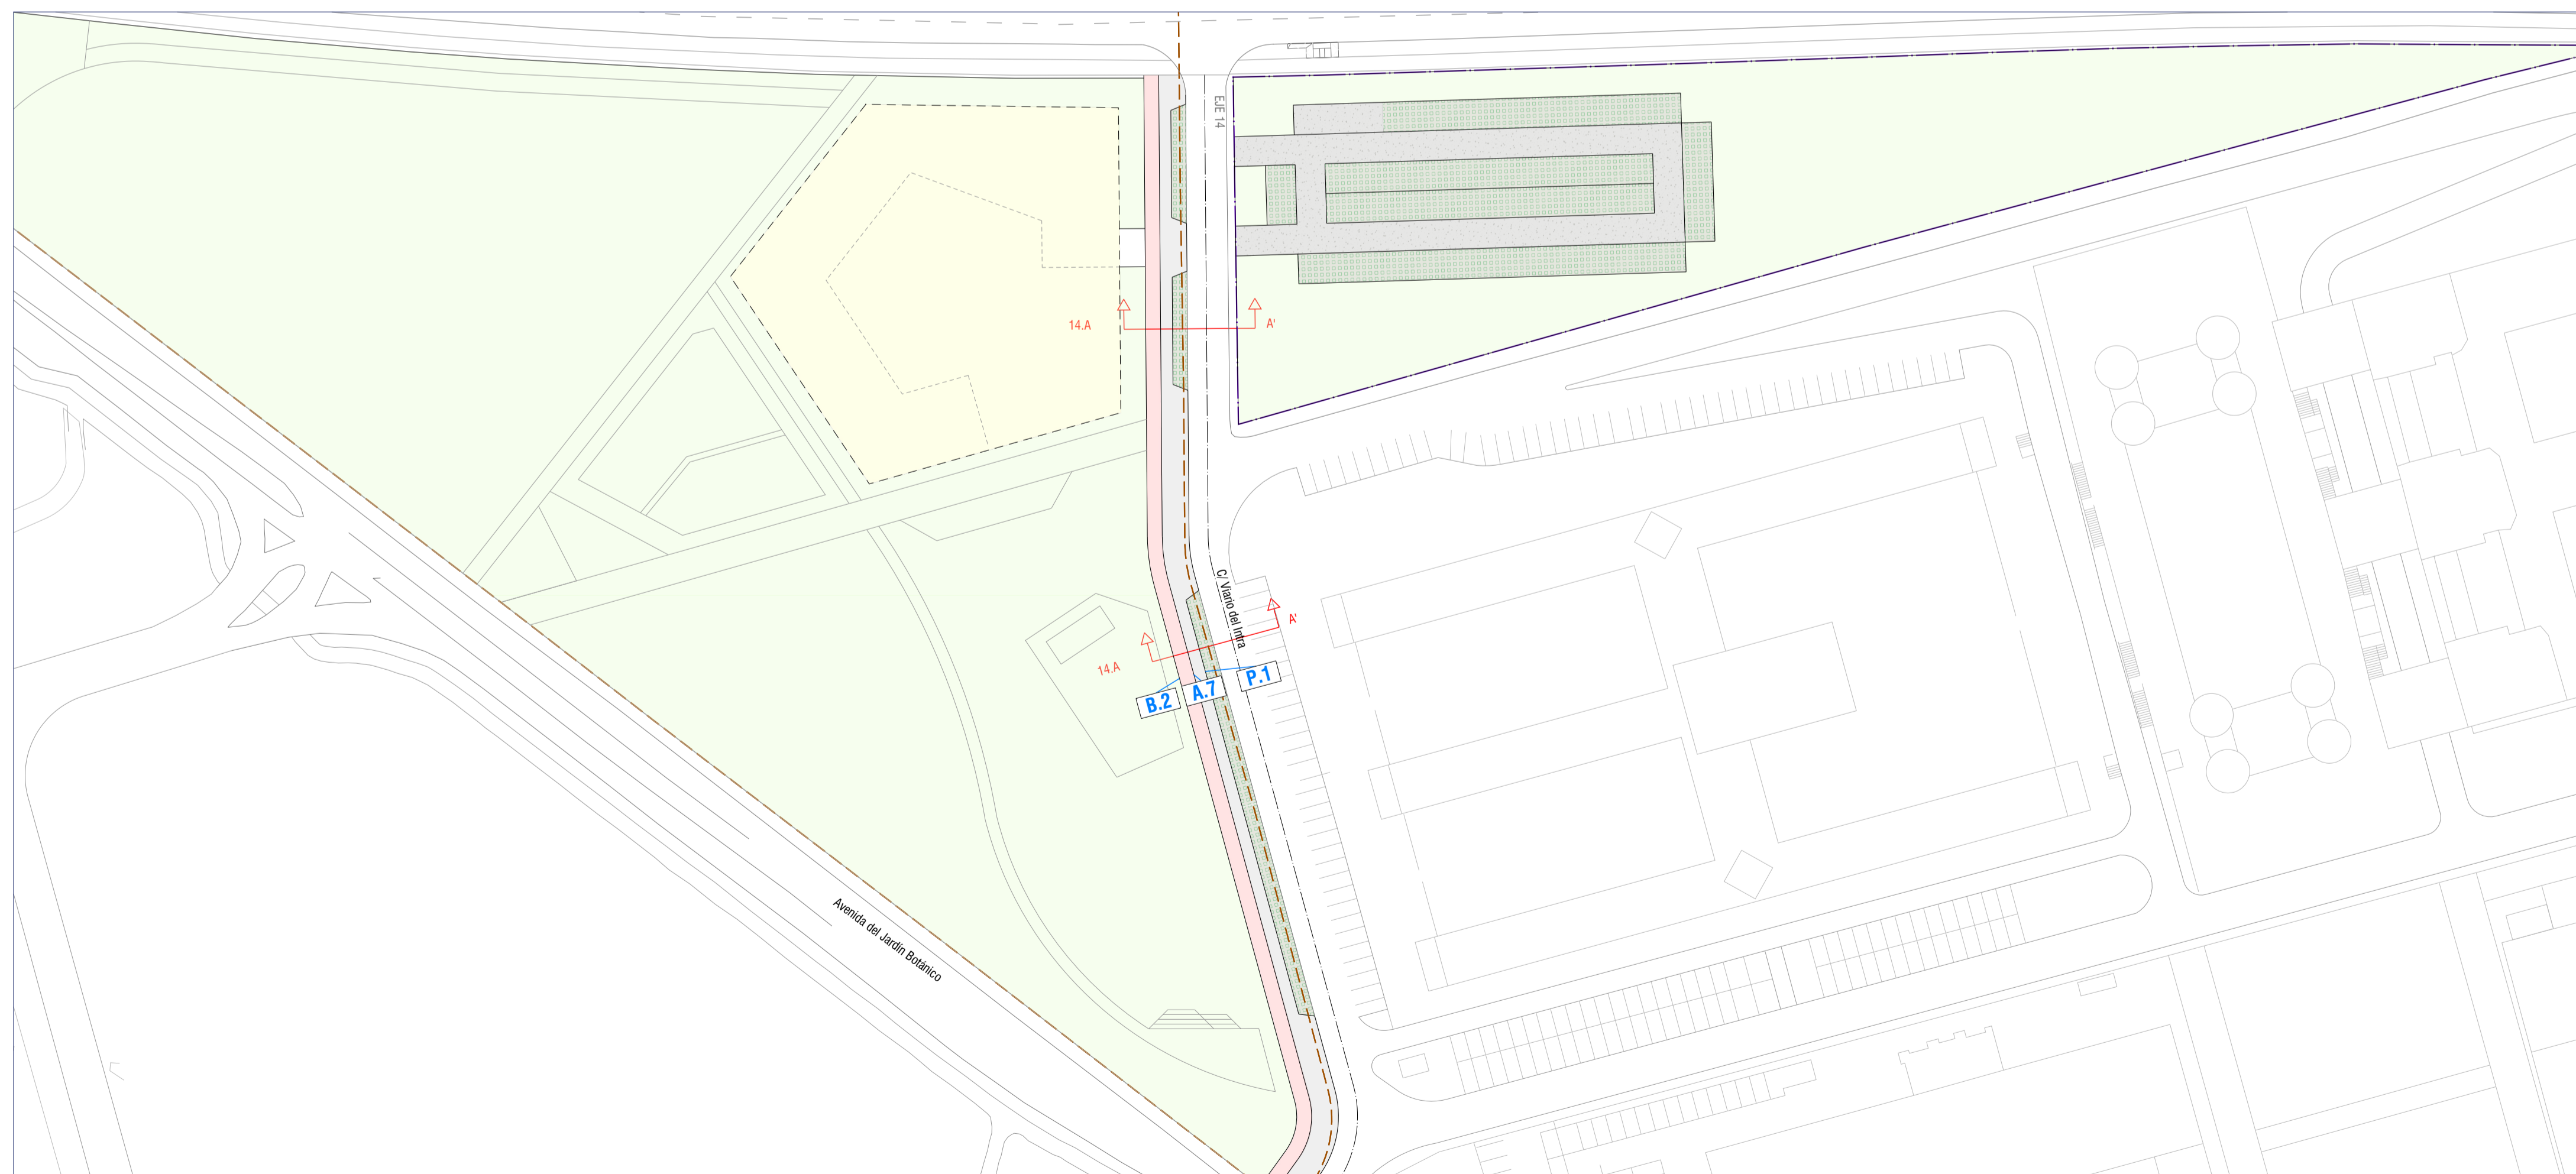 EJE 14
14.A
A'
C/ Viario del Intra
A'
14.A
B.2
A.7
P.1
Avenida del Jardín Botánico